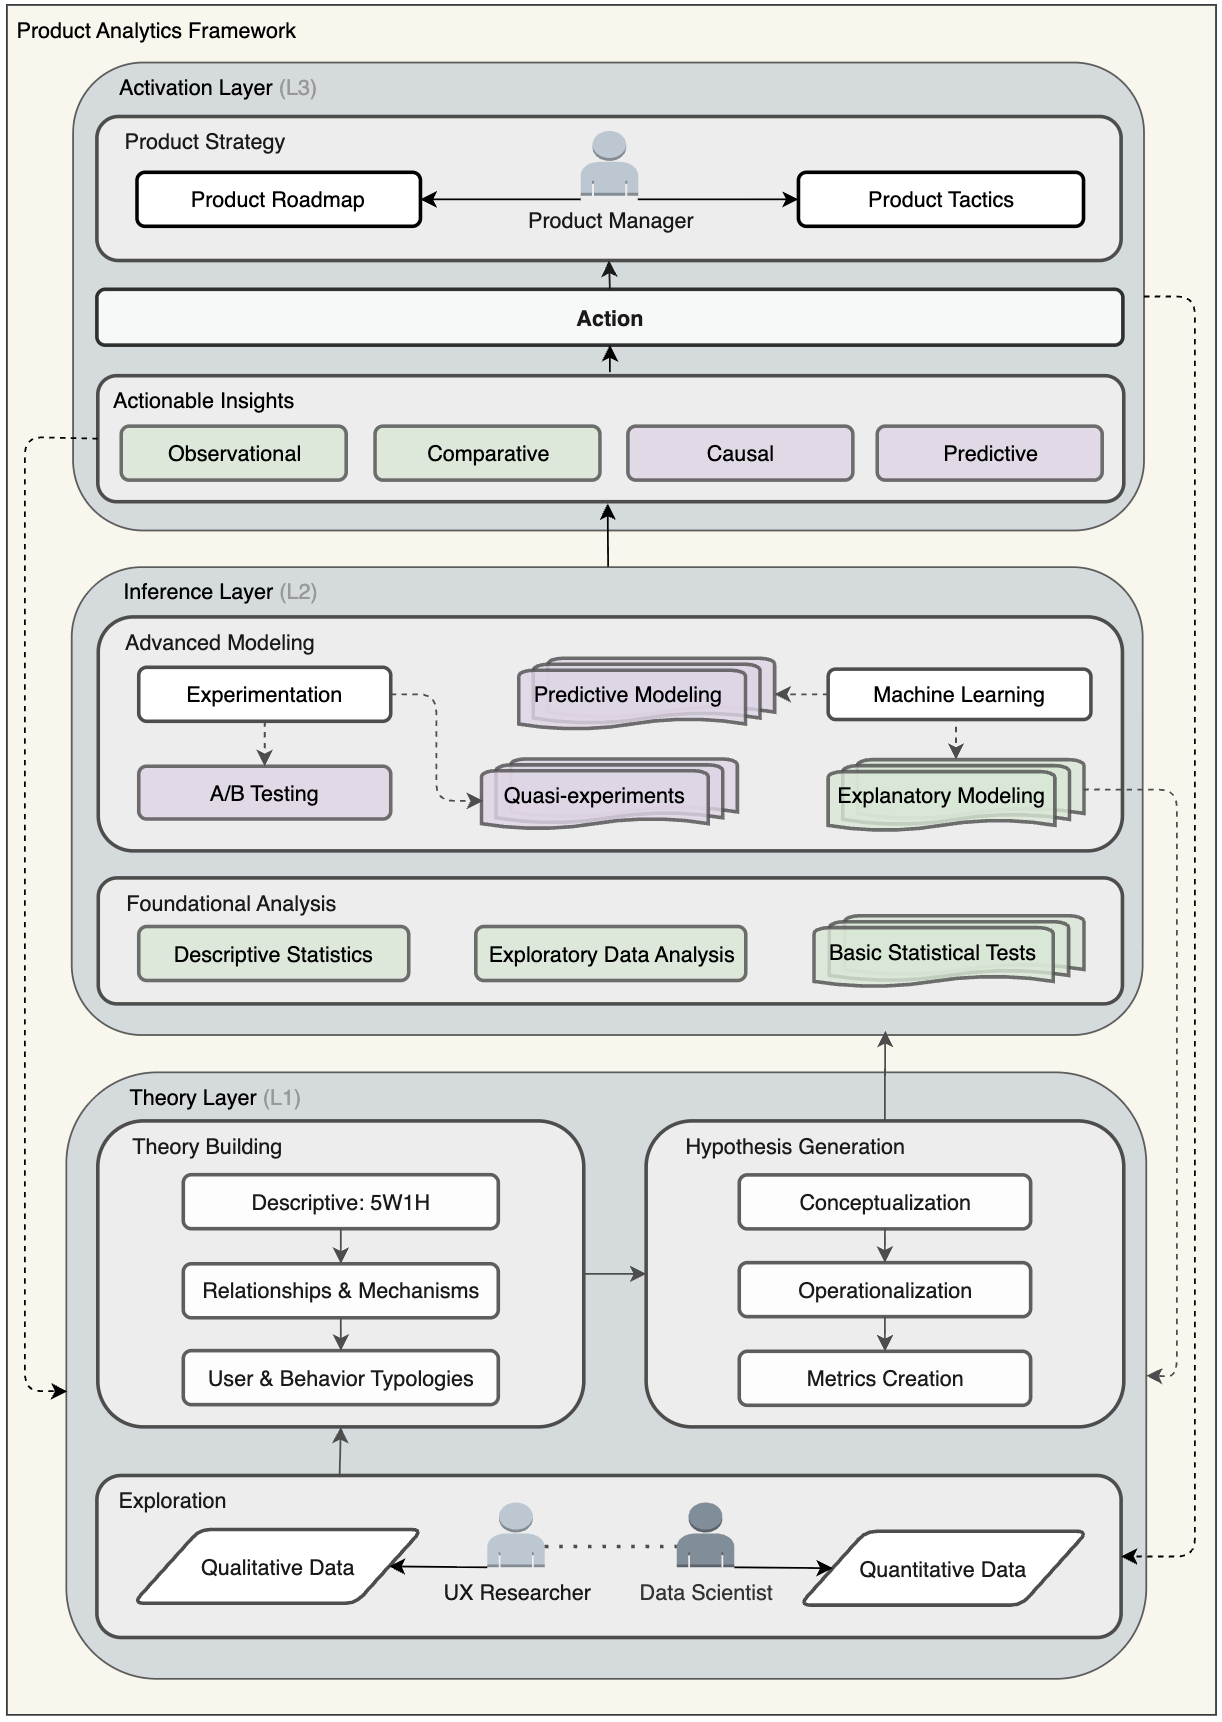 Product Analytics Framework
Activation Layer (L3)
Product Strategy
Product Roadmap
Product Manager
Product Tactics
Action
Actionable Insights
Observational
Comparative
Causal
Predictive
Inference Layer (L2)
Advanced Modeling
Experimentation
Predictive Modeling
Machine Learning
A/B Testing
Quasi-experiments
Explanatory Modeling
Foundational Analysis
Descriptive Statistics
Exploratory Data Analysis
Basic Statistical Tests
Theory Layer (L1)
Theory Building
Descriptive: 5W1H
Relationships & Mechanisms
User & Behavior Typologies
Hypothesis Generation
Conceptualization
Operationalization
Metrics Creation
Exploration
Qualitative Data
UX Researcher
Data Scientist
Quantitative Data